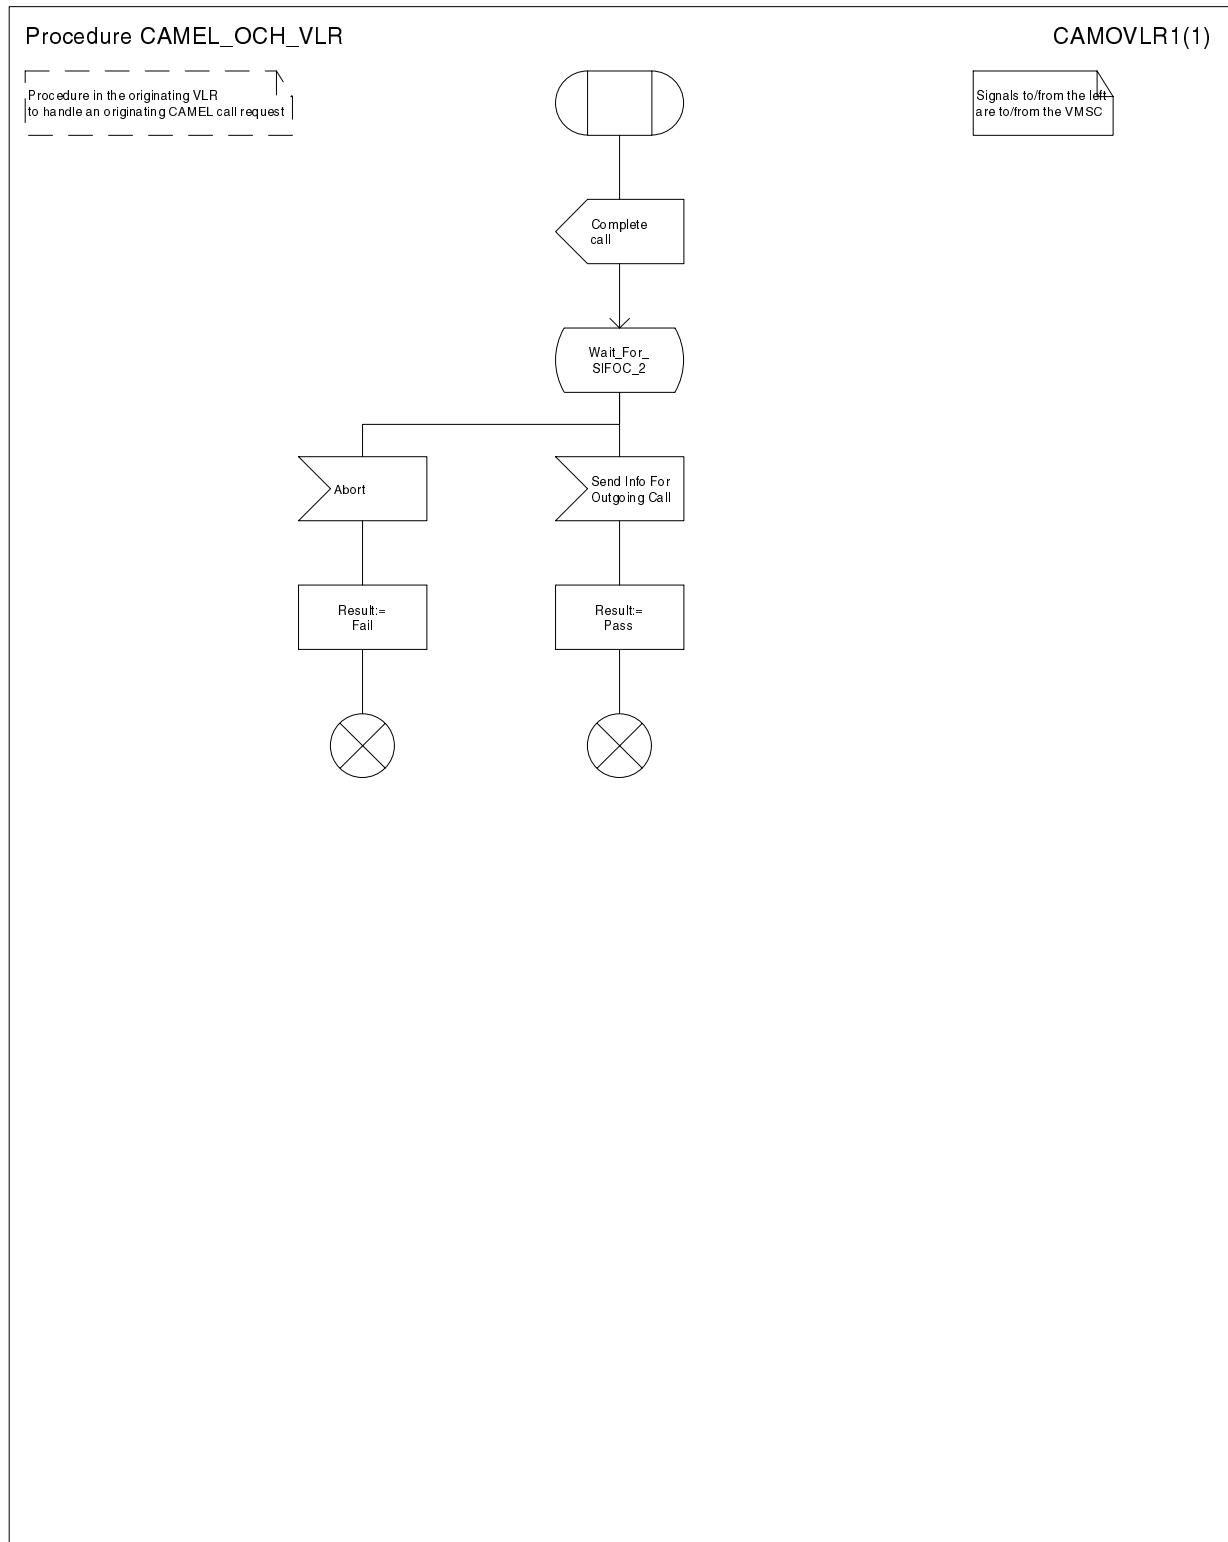 Procedure CAMEL_OCH_VLR
CAMOVLR1(1)
Procedure in the originating VLR
to handle an originating CAMEL call request
Signals to/from the left
are to/from the VMSC
Complete
call
Wait_For_
SIFOC_2
Abort
Send Info For
Outgoing Call
Result:=
Fail
Result:=
Pass